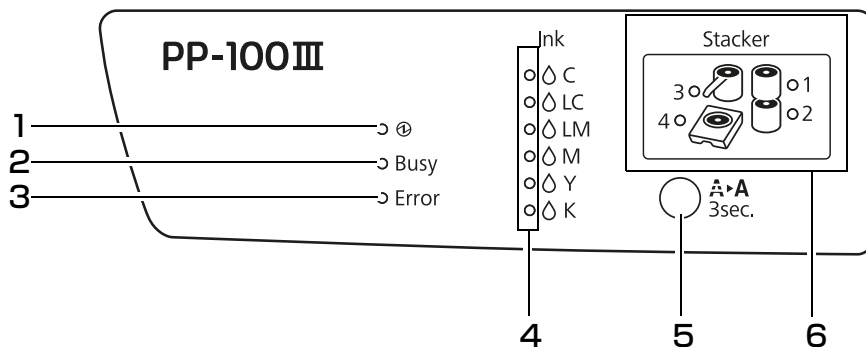 PP-100III
Ink
Stacker
C
LC
LM
M
Y
K
3
1
4
2
1
2
Busy
3
Error
A▸A
3sec.
4
5
6